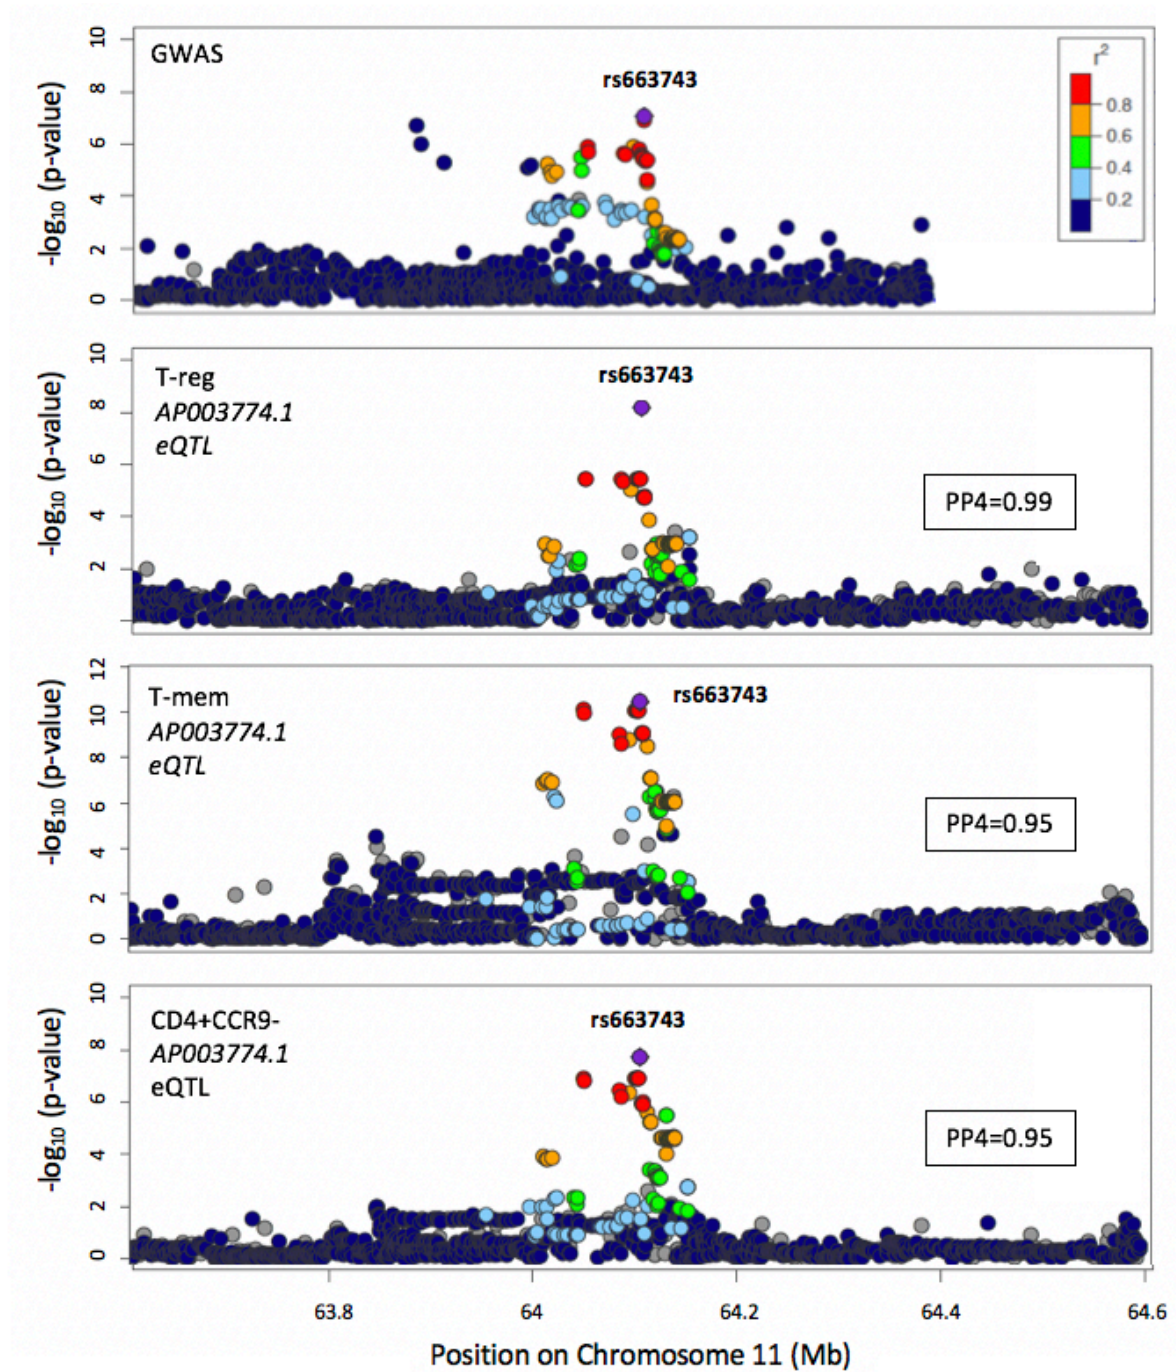 GWAS
rs663743
r²
0.8
0.6
0.4
0.2
-log₁₀ (p-value)
10
8
6
4
2
0
T-reg
AP003774.1
eQTL
rs663743
PP4=0.99
-log₁₀ (p-value)
10
8
6
4
2
T-mem
AP003774.1
eQTL
rs663743
PP4=0.95
-log₁₀ (p-value)
12
10
8
6
4
2
0
CD4+CCR9-
AP003774.1
eQTL
rs663743
PP4=0.95
-log₁₀ (p-value)
10
8
6
4
2
0
63.8 64 64.2 64.4 64.6
Position on Chromosome 11 (Mb)